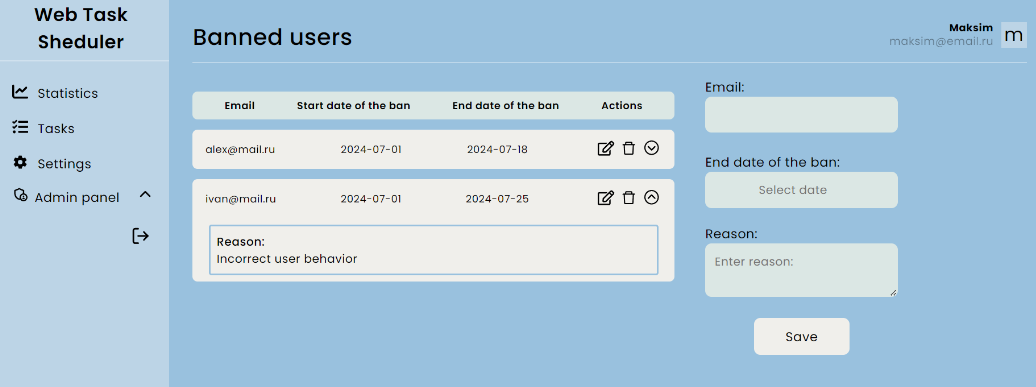 Web Task
Sheduler
Statistics
Tasks
Settings
Admin panel
Banned users
Maksim
maksim@email.ru
m
Email Start date of the ban End date of the ban Actions
alex@mail.ru 2024-07-01 2024-07-18
ivan@mail.ru 2024-07-01 2024-07-25
Reason:
Incorrect user behavior
Email:
End date of the ban:
Select date
Reason:
Enter reason:
Save